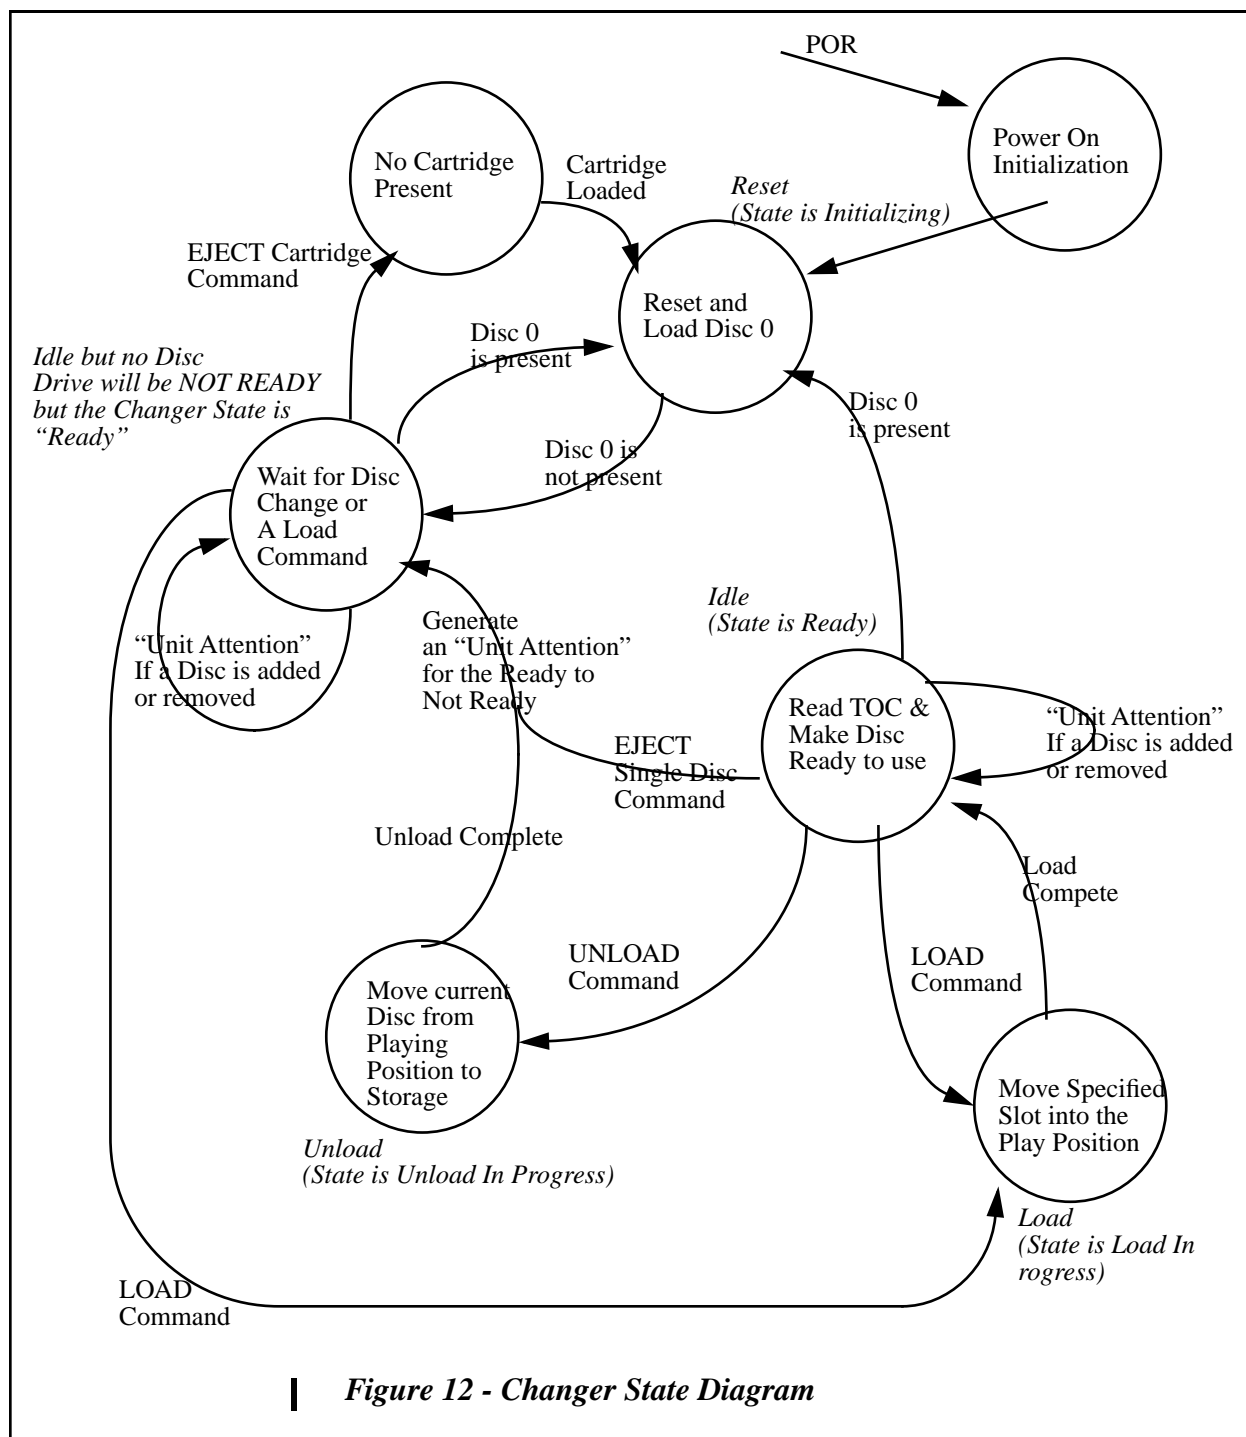 POR
Power On
Initialization
No Cartridge
Present
Cartridge
Loaded
Reset
(State is Initializing)
EJECT Cartridge
Command
Reset and
Load Disc 0
Disc 0
is present
Idle but no Disc
Drive will be NOT READY
but the Changer State is
“Ready”
Disc 0
is present
Disc 0 is
not present
Wait for Disc
Change or
A Load
Command
Idle
(State is Ready)
Generate
an “Unit Attention”
for the Ready to
Not Ready
“Unit Attention”
If a Disc is added
or removed
Read TOC &
Make Disc
Ready to use
“Unit Attention”
If a Disc is added
or removed
EJECT
Single Disc
Command
Unload Complete
Load
Compete
UNLOAD
Command
LOAD
Command
Move current
Disc from
Playing
Position to
Storage
Move Specified
Slot into the
Play Position
Unload
(State is Unload In Progress)
Load
(State is Load In
rogress)
LOAD
Command
Figure 12 - Changer State Diagram